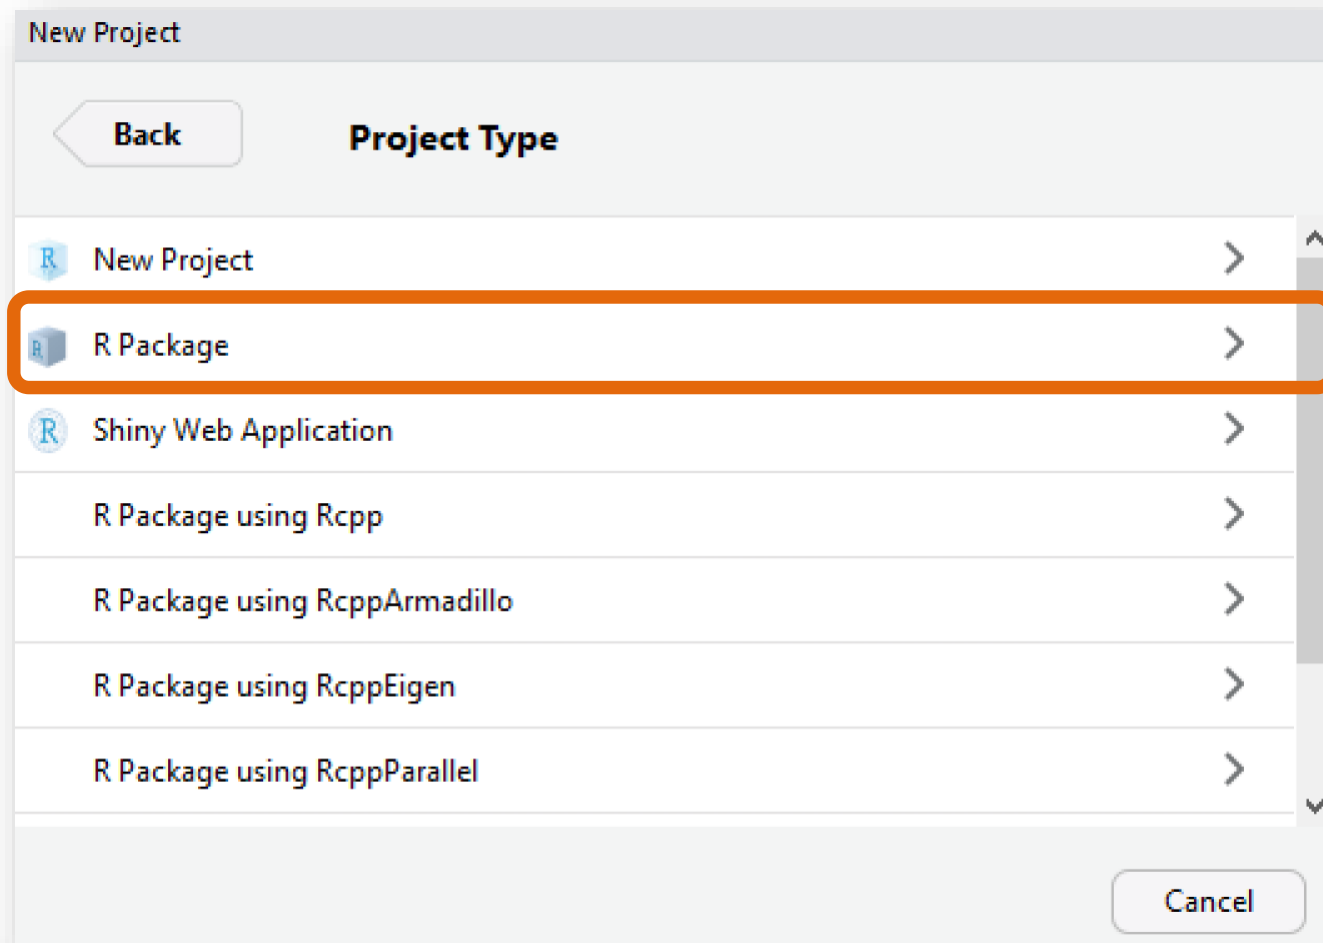 New Project
Back
Project Type
R New Project
R R Package
R Shiny Web Application
R Package using Rcpp
R Package using RcppArmadillo
R Package using RcppEigen
R Package using RcppParallel
Cancel